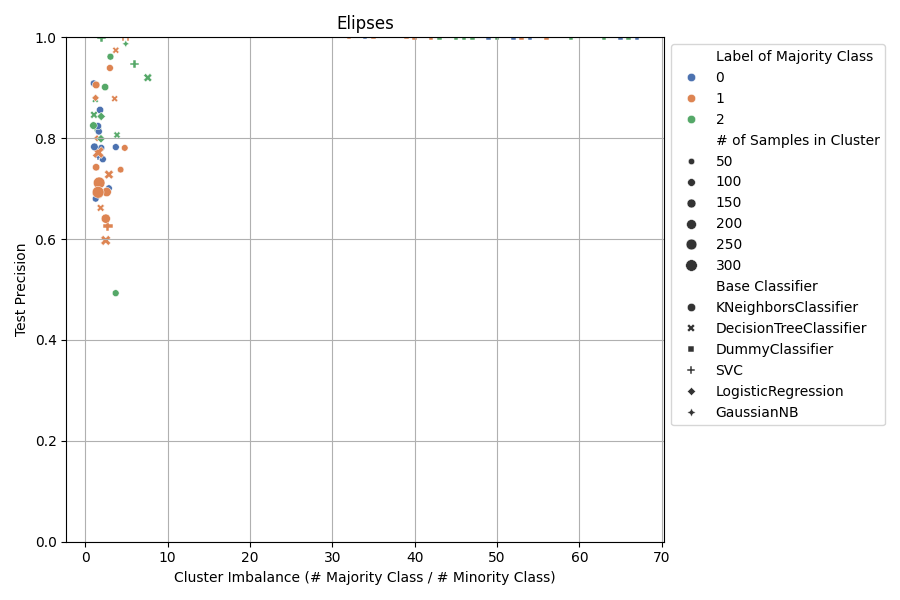 Elipses
1.0
0.8
0.6
0.4
0.2
0.0
Test Precision
0 10 20 30 40 50 60 70
Cluster Imbalance (# Majority Class / # Minority Class)
Label of Majority Class
0
1
2
# of Samples in Cluster
50
100
150
200
250
300
Base Classifier
KNeighborsClassifier
DecisionTreeClassifier
DummyClassifier
SVC
LogisticRegression
GaussianNB